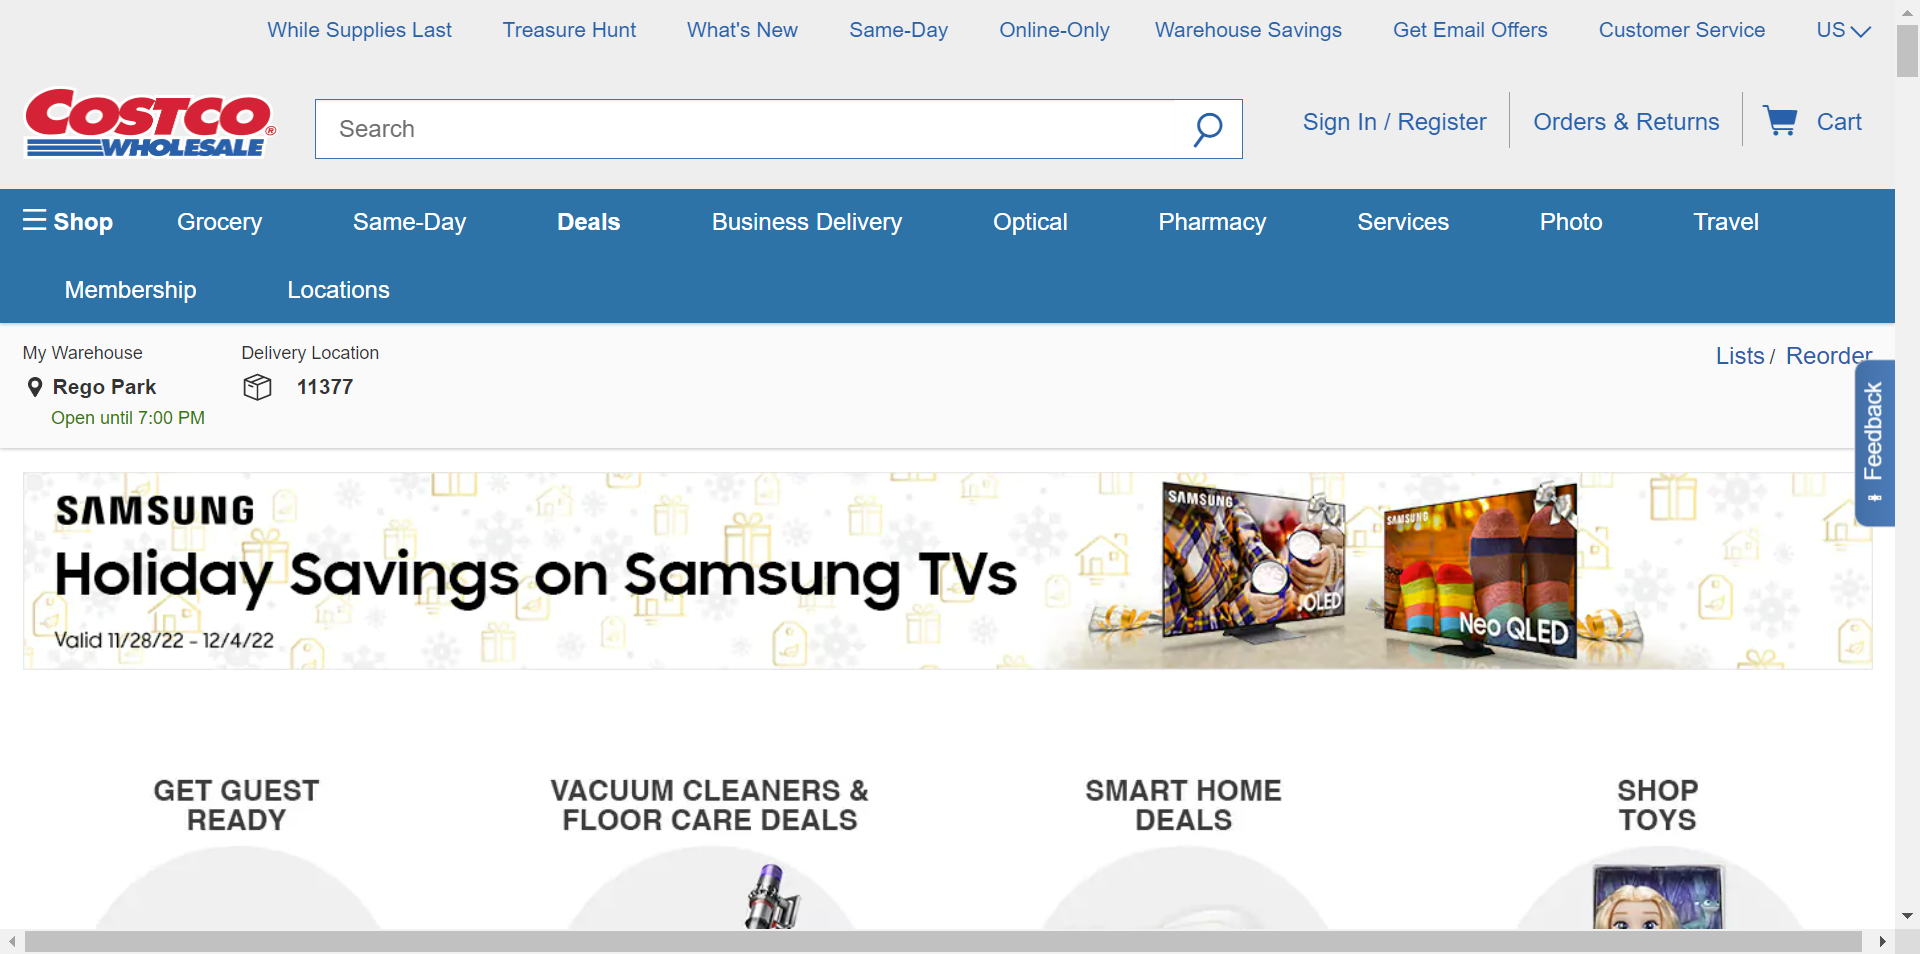 While Supplies Last Treasure Hunt What's New Same-Day Online-Only Warehouse Savings Get Email Offers Customer Service US
COSTCO® WHOLESALE
Search
Sign In / Register Orders & Returns Cart
Shop Grocery Same-Day Deals Business Delivery Optical Pharmacy Services Photo Travel
Membership Locations
My Warehouse Delivery Location
Lists / Reorder
Rego Park 11377
Open until 7:00 PM
Feedback
SAMSUNG
Holiday Savings on Samsung TVs
Valid 11/28/22 - 12/4/22
SAMSUNG
OLED
SAMSUNG
Neo QLED
GET GUEST
READY
VACUUM CLEANERS &
FLOOR CARE DEALS
SMART HOME
DEALS
SHOP
TOYS